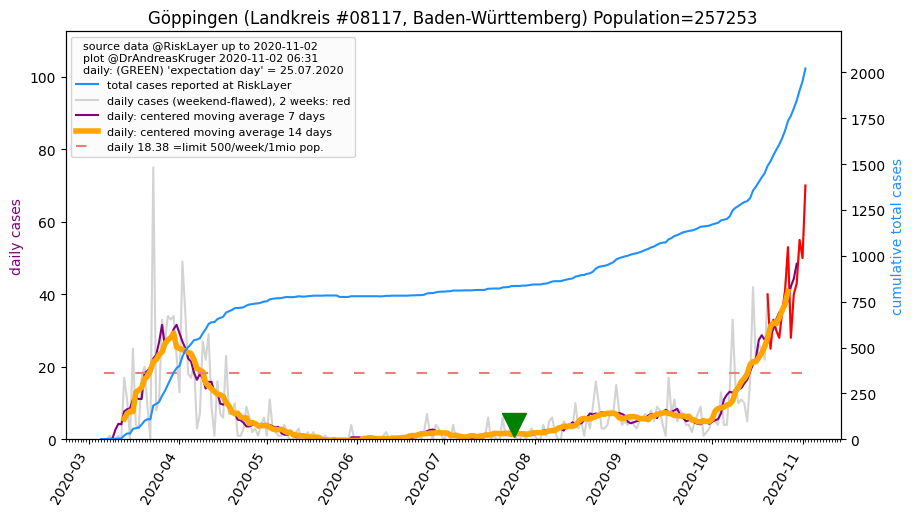 Göppingen (Landkreis #08117, Baden-Württemberg) Population=257253
source data @RiskLayer up to 2020-11-02
plot @DrAndreasKruger 2020-11-02 06:31
daily: (GREEN) 'expectation day' = 25.07.2020
total cases reported at RiskLayer
daily cases (weekend-flawed), 2 weeks: red
daily: centered moving average 7 days
daily: centered moving average 14 days
daily 18.38 =limit 500/week/1mio pop.
daily cases
100
80
60
40
20
0
cumulative total cases
2000
1750
1500
1250
1000
750
500
250
0
2020-03
2020-04
2020-05
2020-06
2020-07
2020-08
2020-09
2020-10
2020-11